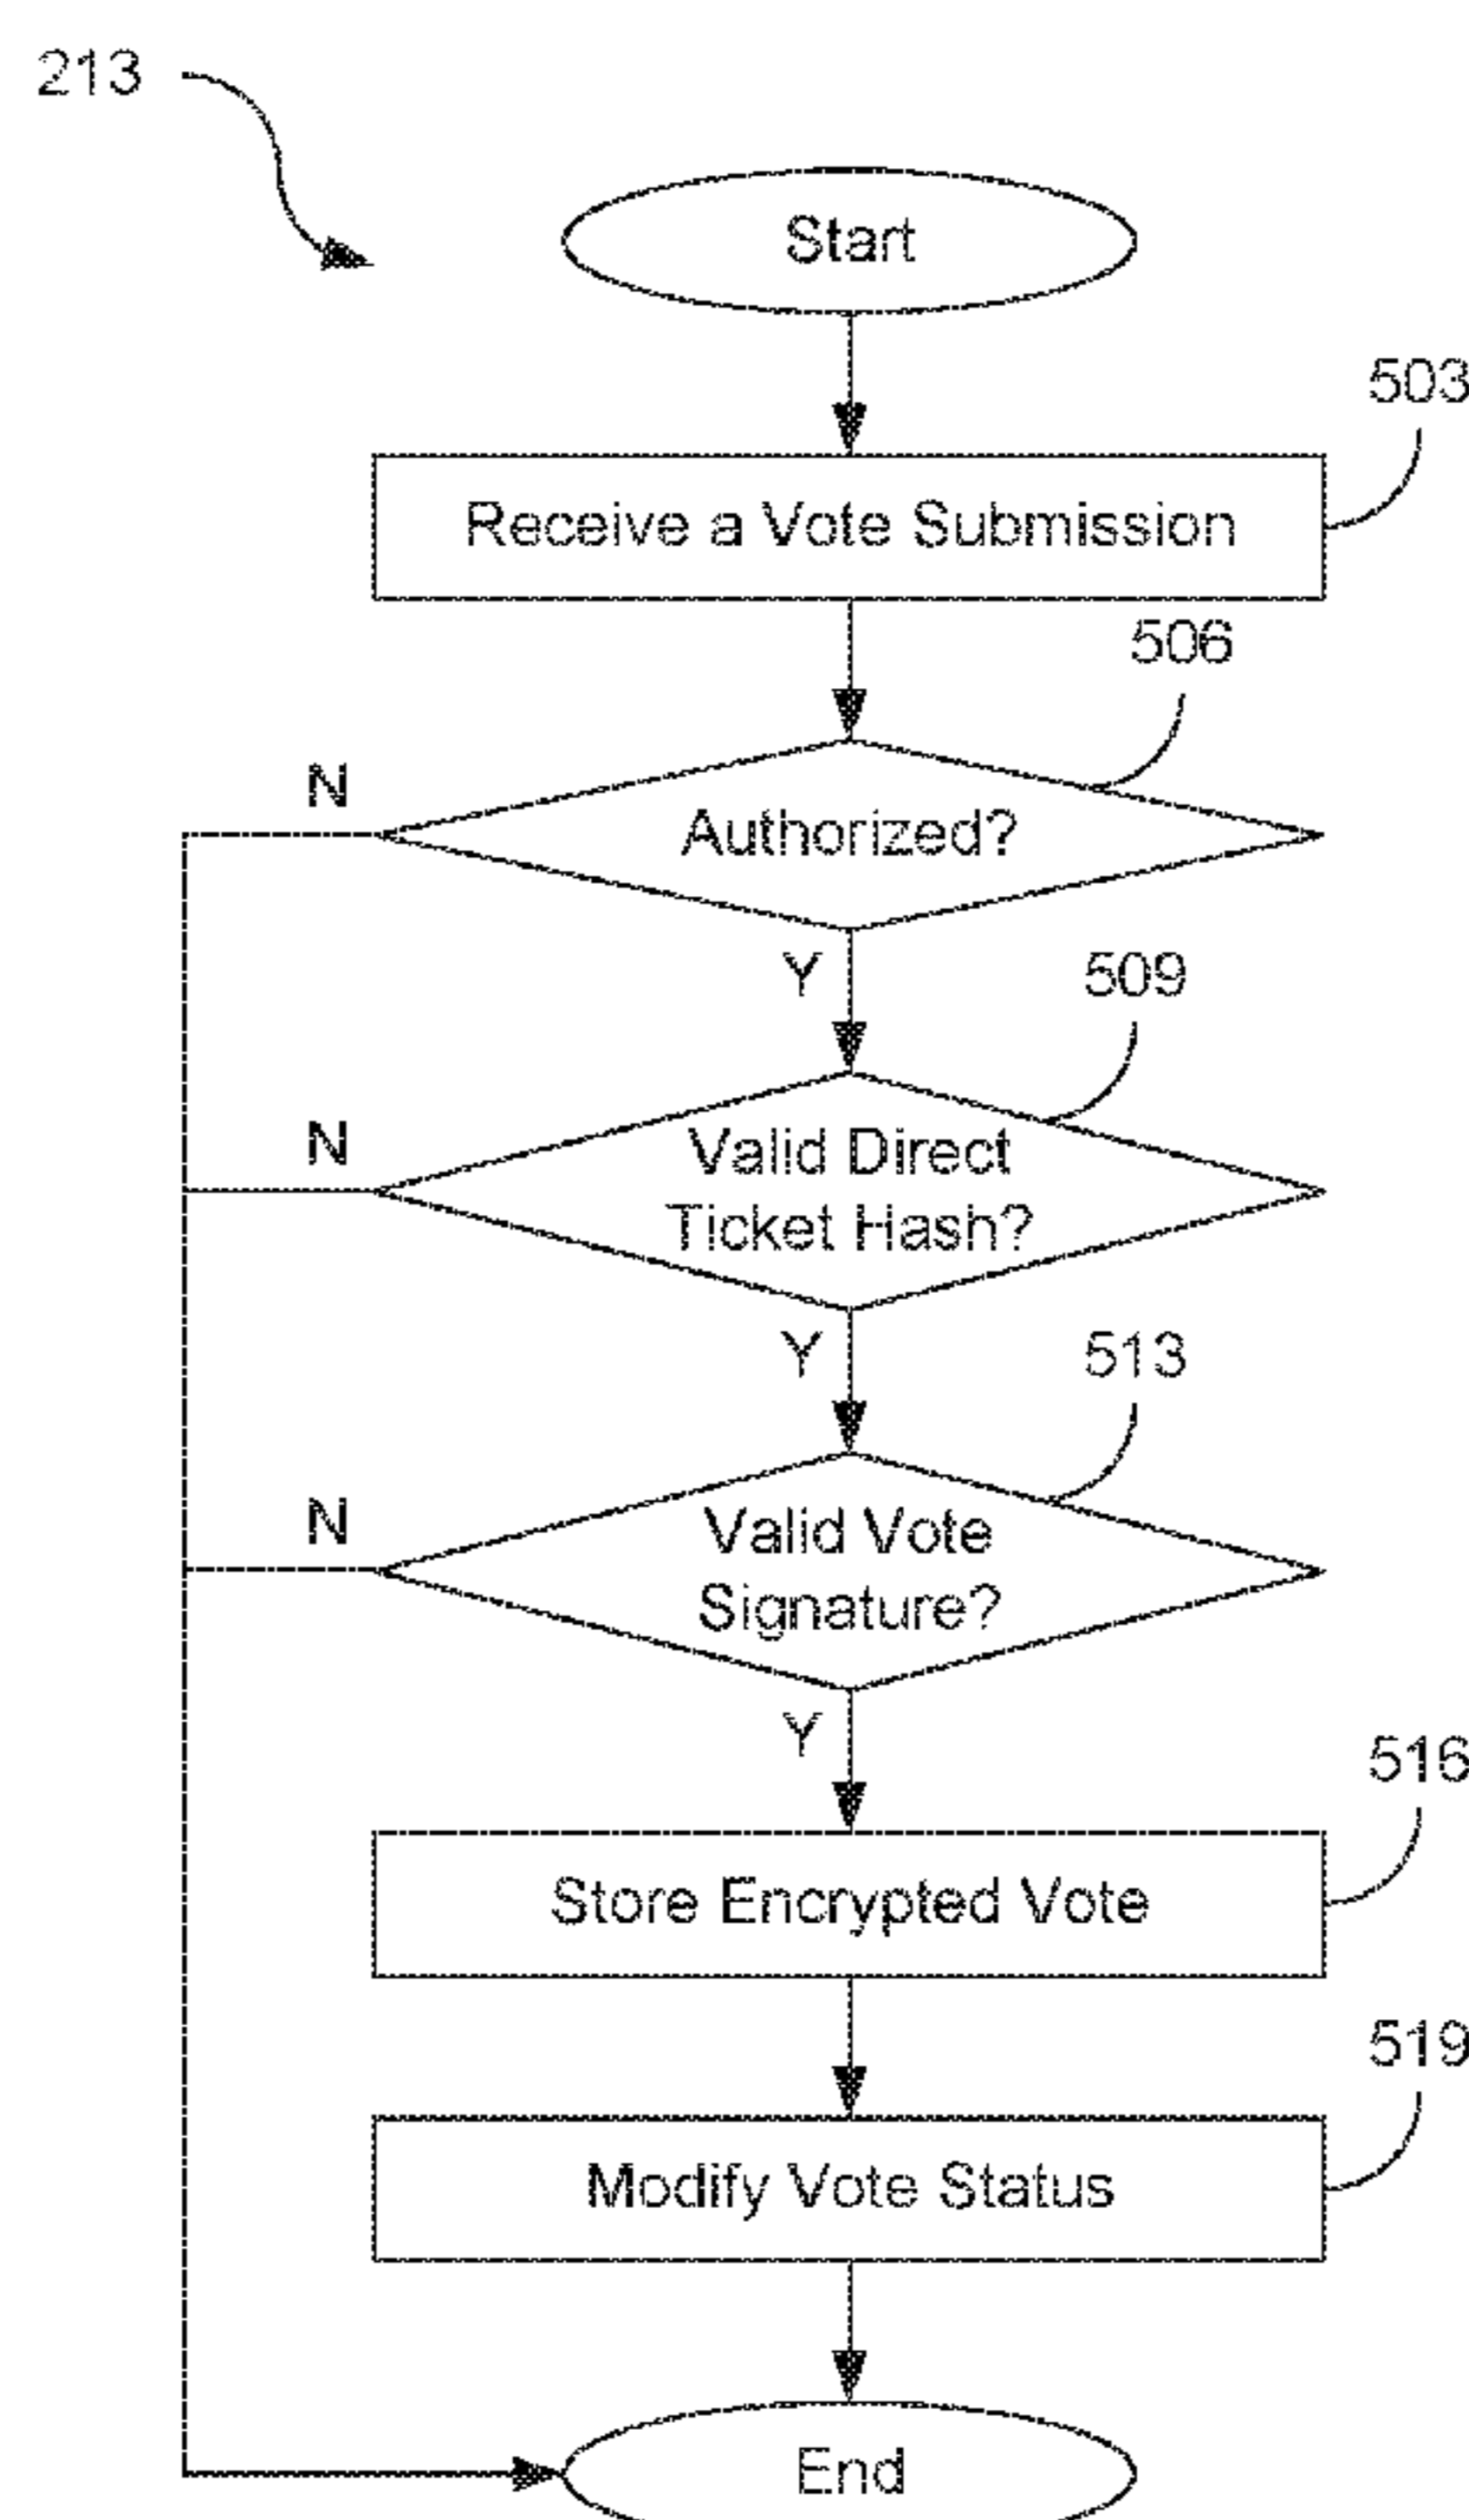 213
Start
503
Receive a Vote Submission
506
N
Authorized?
Y
509
N
Valid Direct
Ticket Hash?
Y
513
N
Valid Vote
Signature?
Y
516
Store Encrypted Vote
519
Modify Vote Status
End